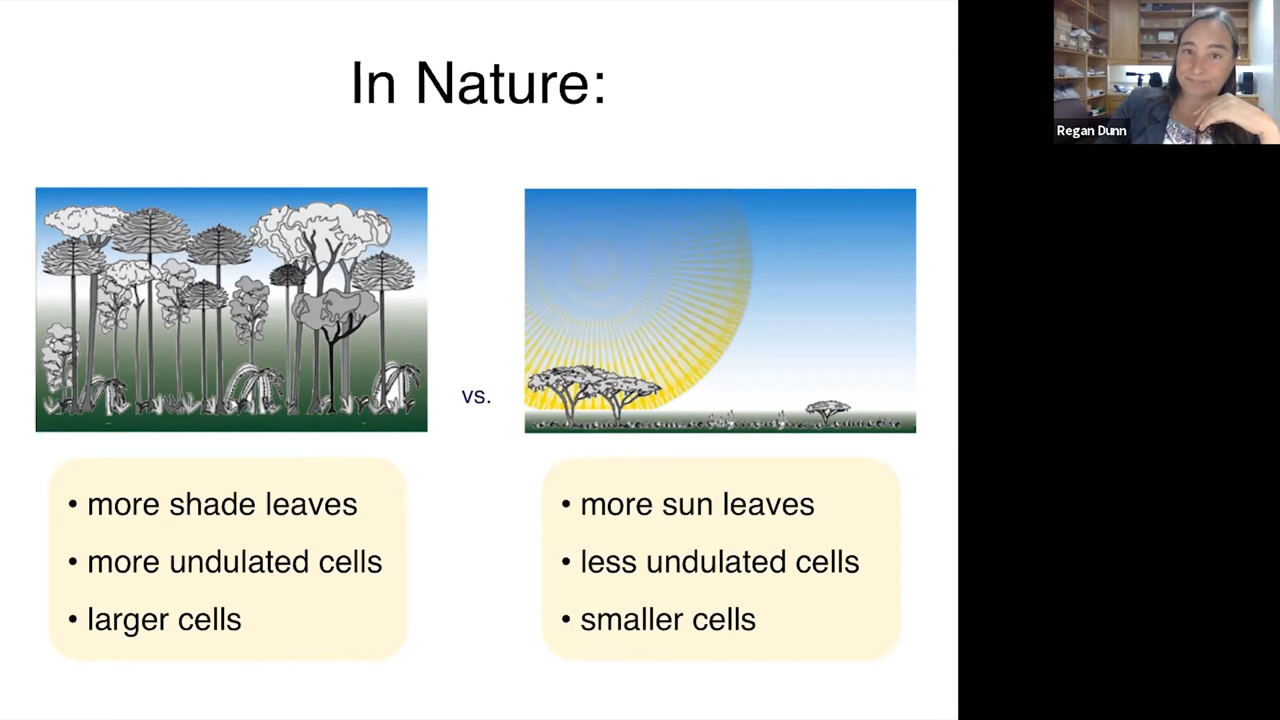 In Nature:
Regan Dunn
vs.
• more shade leaves
• more undulated cells
• larger cells
• more sun leaves
• less undulated cells
• smaller cells